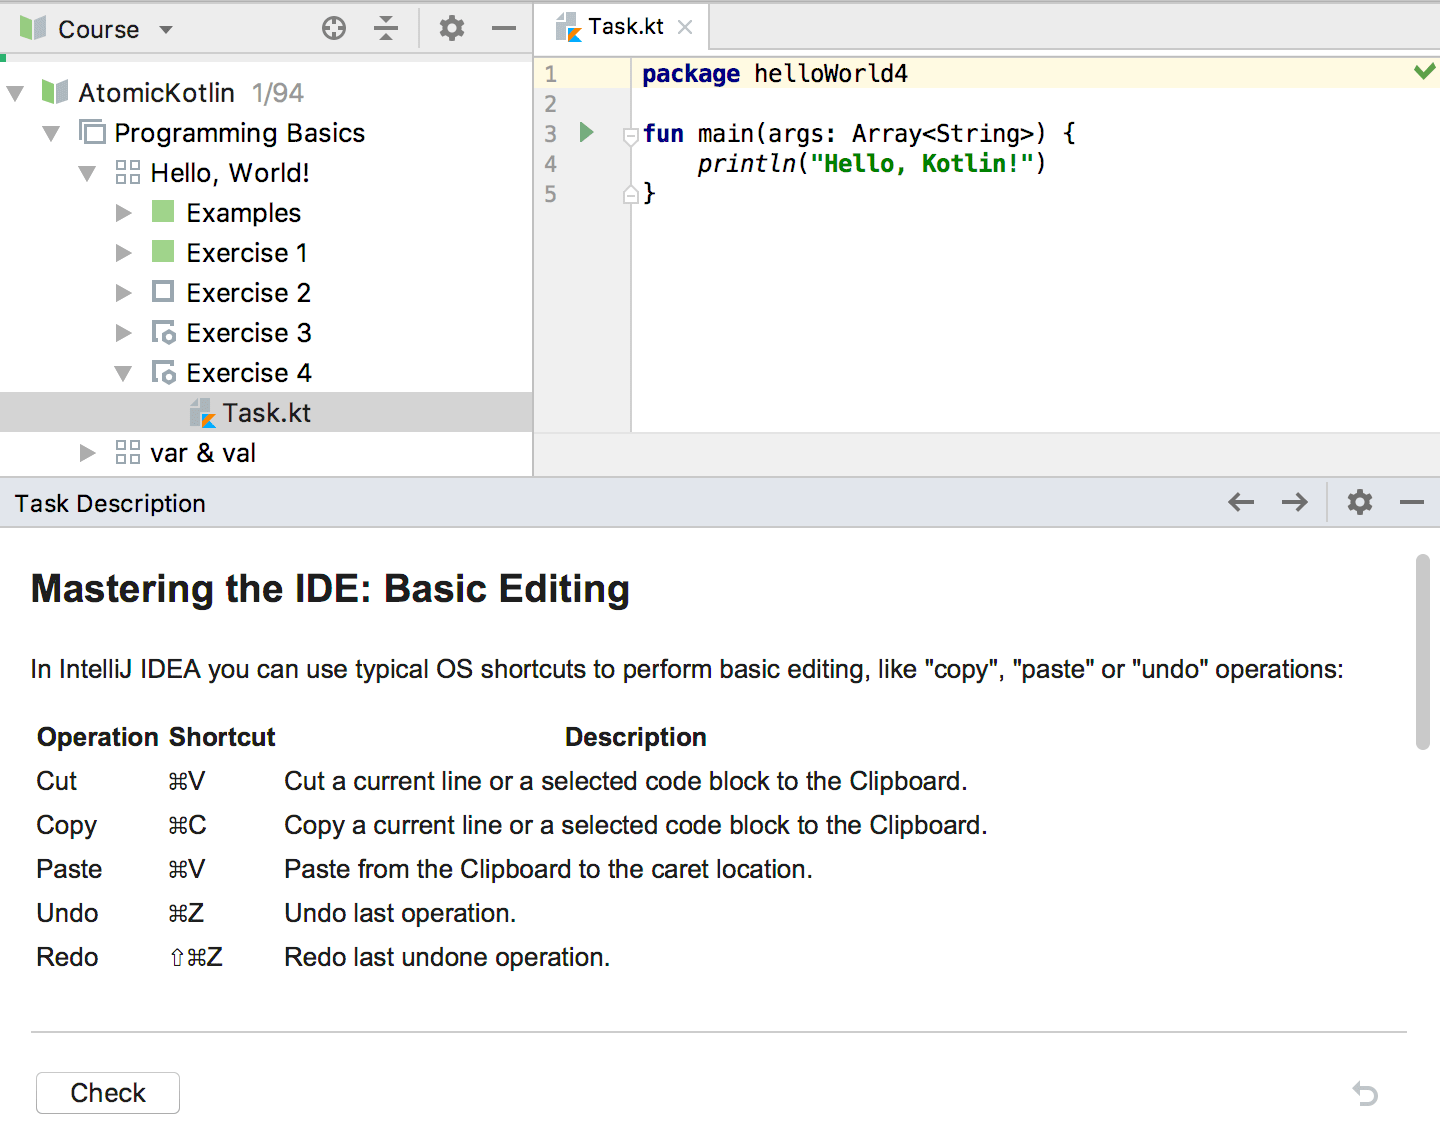 Course
AtomicKotlin 1/94
Programming Basics
Hello, World!
Examples
Exercise 1
Exercise 2
Exercise 3
Exercise 4
Task.kt
var & val
Task.kt
1 package helloWorld4
2
3 fun main(args: Array<String>) {
4 println("Hello, Kotlin!")
5 }
Task Description
Mastering the IDE: Basic Editing
In IntelliJ IDEA you can use typical OS shortcuts to perform basic editing, like "copy", "paste" or "undo" operations:
Operation Shortcut Description
Cut ⌘V Cut a current line or a selected code block to the Clipboard.
Copy ⌘C Copy a current line or a selected code block to the Clipboard.
Paste ⌘V Paste from the Clipboard to the caret location.
Undo ⌘Z Undo last operation.
Redo ⇧⌘Z Redo last undone operation.
Check